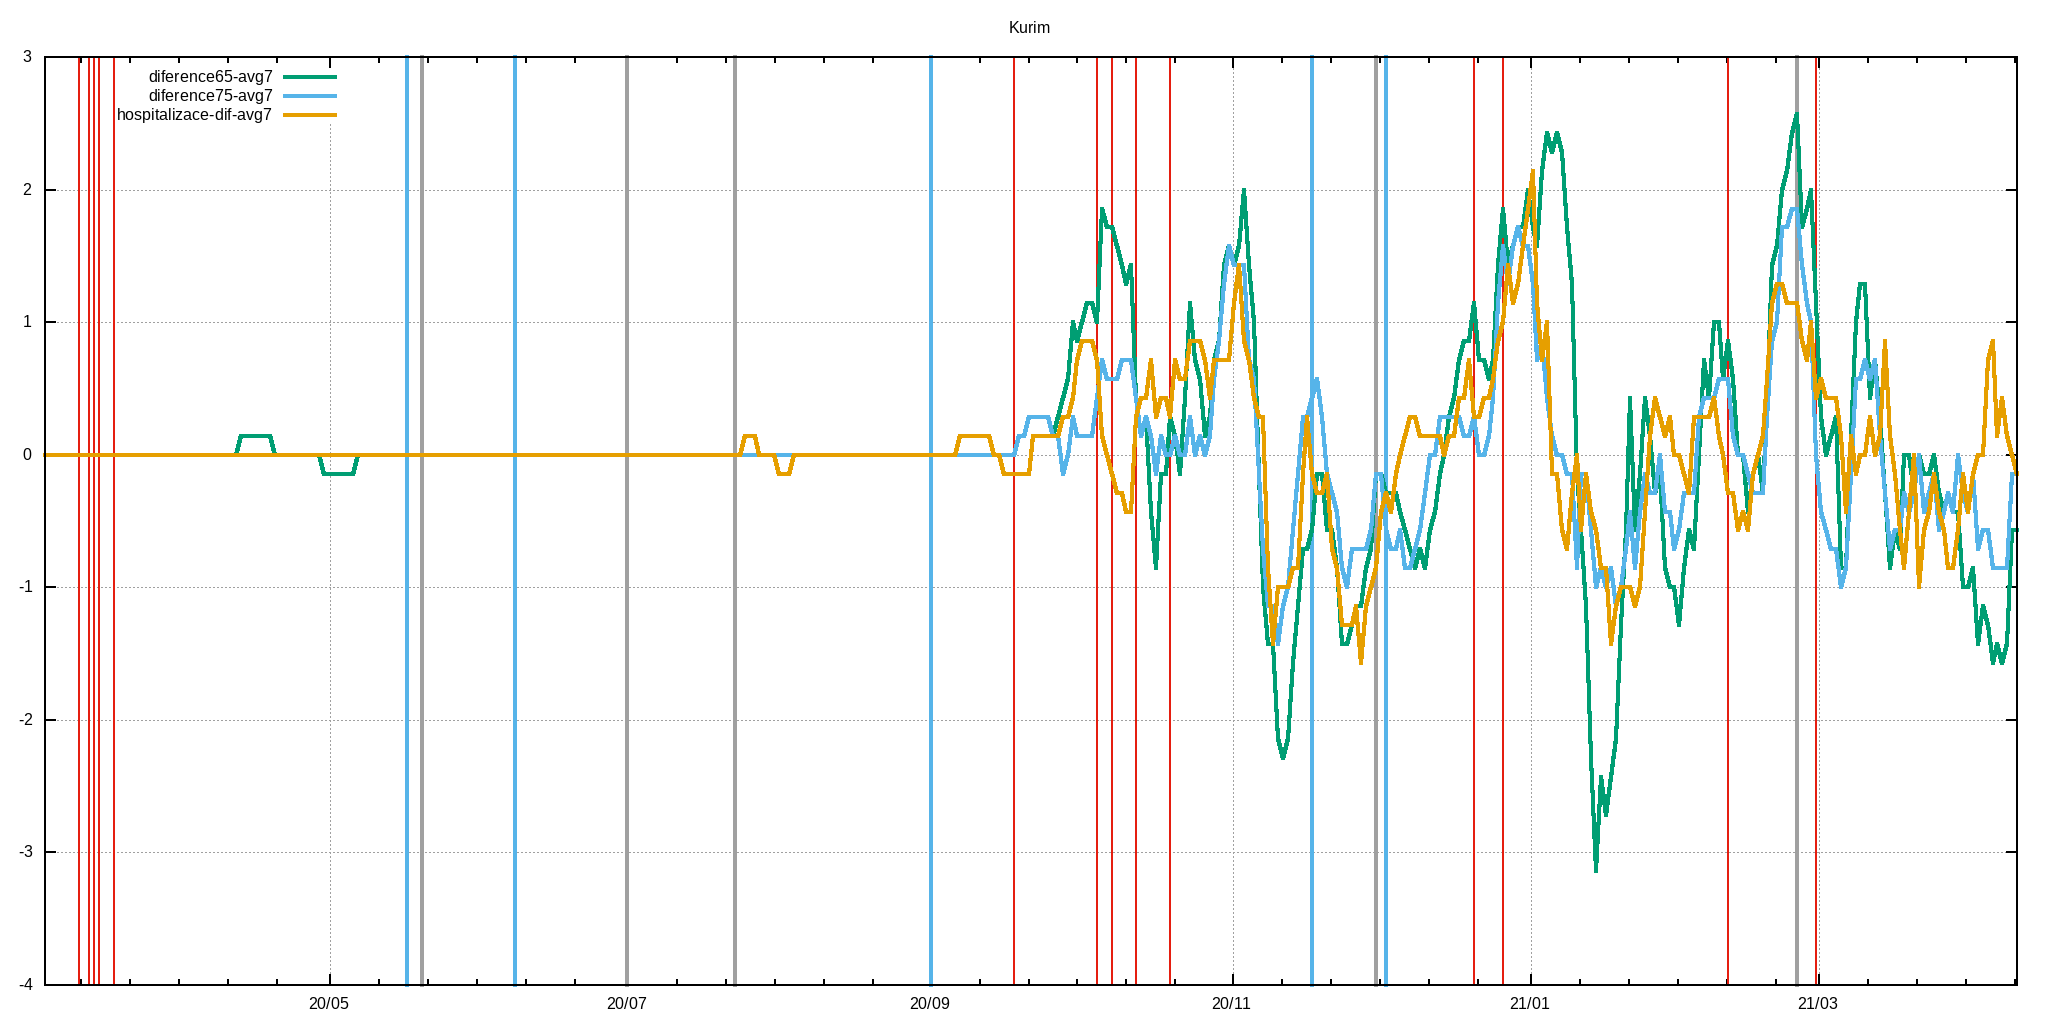 Kurim
diference65-avg7
diference75-avg7
hospitalizace-dif-avg7
3
2
1
0
-1
-2
-3
-4
20/05 20/07 20/09 20/11 21/01 21/03